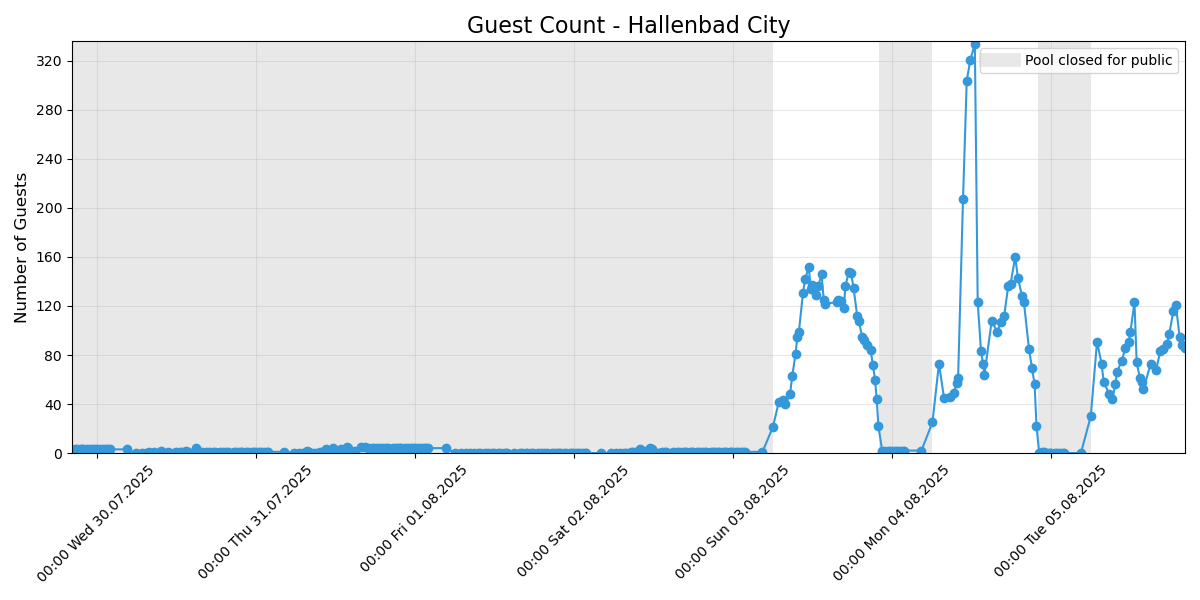 Guest Count - Hallenbad City
Pool closed for public
Number of Guests
320
280
240
200
160
120
80
40
0
00:00 Wed 30.07.2025
00:00 Thu 31.07.2025
00:00 Fri 01.08.2025
00:00 Sat 02.08.2025
00:00 Sun 03.08.2025
00:00 Mon 04.08.2025
00:00 Tue 05.08.2025